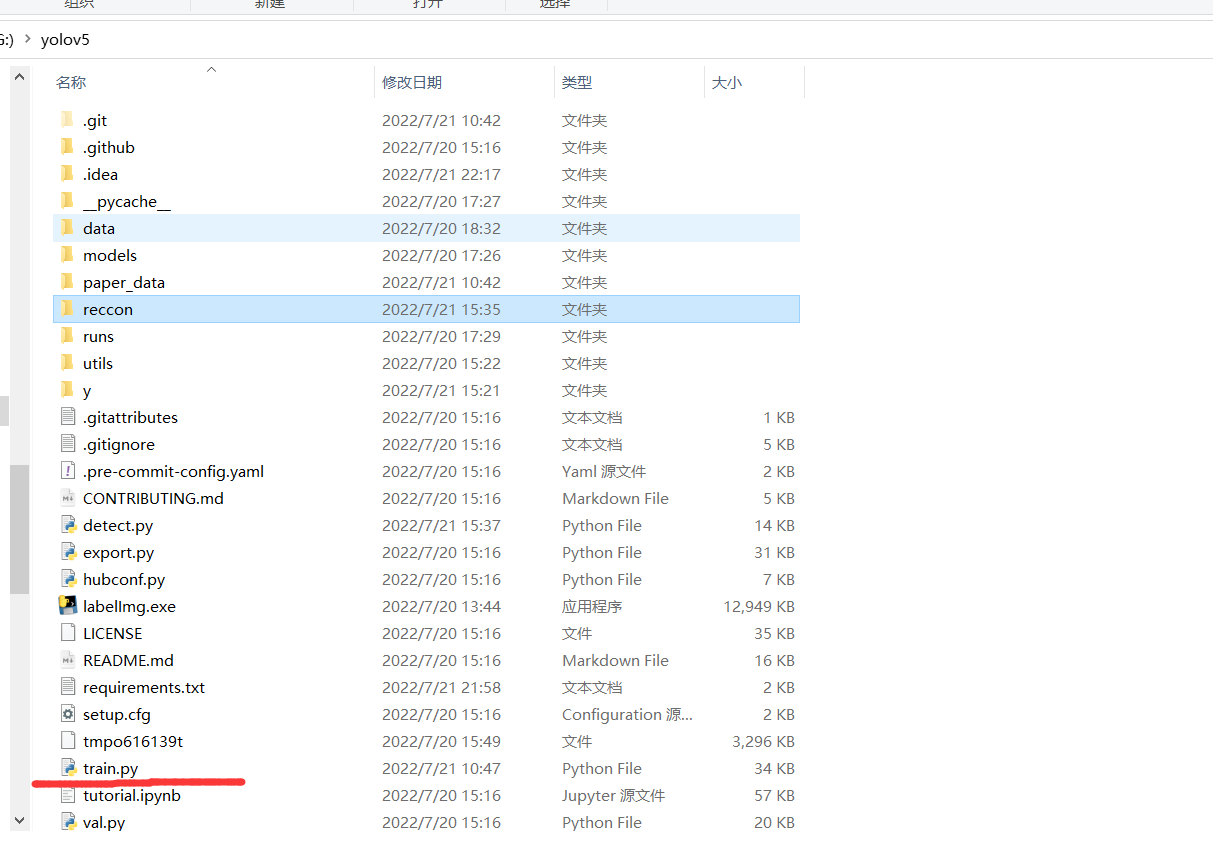 组织 新建 打开 选择
G:) > yolov5
名称 修改日期 类型 大小
.git 2022/7/21 10:42 文件夹
.github 2022/7/20 15:16 文件夹
.idea 2022/7/21 22:17 文件夹
__pycache__ 2022/7/20 17:27 文件夹
data 2022/7/20 18:32 文件夹
models 2022/7/20 17:26 文件夹
paper_data 2022/7/21 10:42 文件夹
reccon 2022/7/21 15:35 文件夹
runs 2022/7/20 17:29 文件夹
utils 2022/7/20 15:22 文件夹
y 2022/7/21 15:21 文件夹
.gitattributes 2022/7/20 15:16 文本文档 1 KB
.gitignore 2022/7/20 15:16 文本文档 5 KB
.pre-commit-config.yaml 2022/7/20 15:16 Yaml 源文件 2 KB
CONTRIBUTING.md 2022/7/20 15:16 Markdown File 5 KB
detect.py 2022/7/21 15:37 Python File 14 KB
export.py 2022/7/20 15:16 Python File 31 KB
hubconf.py 2022/7/20 15:16 Python File 7 KB
labelImg.exe 2022/7/20 13:44 应用程序 12,949 KB
LICENSE 2022/7/20 15:16 文件 35 KB
README.md 2022/7/20 15:16 Markdown File 16 KB
requirements.txt 2022/7/21 21:58 文本文档 2 KB
setup.cfg 2022/7/20 15:16 Configuration 源... 2 KB
tmpo616139t 2022/7/20 15:49 文件 3,296 KB
train.py 2022/7/21 10:47 Python File 34 KB
tutorial.ipynb 2022/7/20 15:16 Jupyter 源文件 57 KB
val.py 2022/7/20 15:16 Python File 20 KB